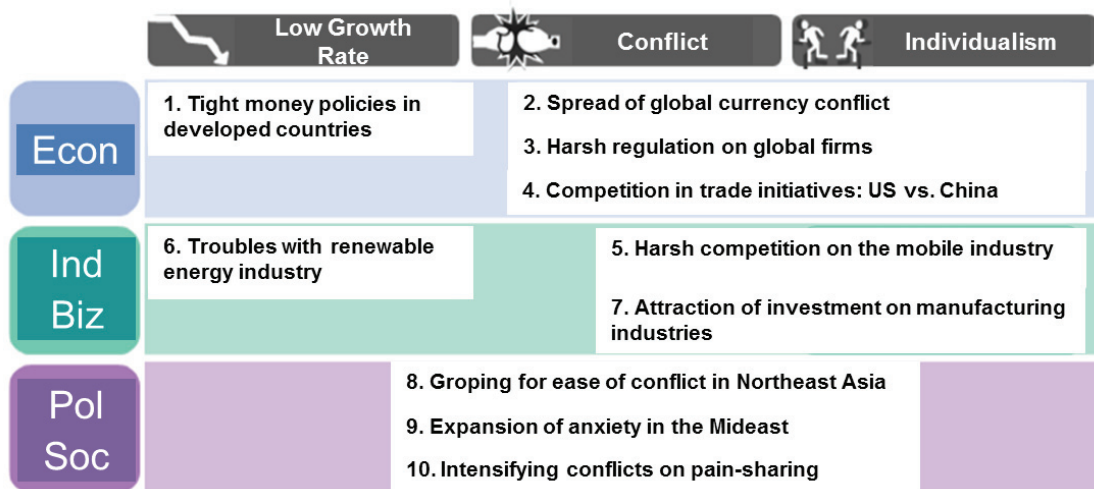 Low Growth
Rate
Conflict
Individualism
Econ
1. Tight money policies in
developed countries
2. Spread of global currency conflict
3. Harsh regulation on global firms
4. Competition in trade initiatives: US vs. China
Ind
Biz
6. Troubles with renewable
energy industry
5. Harsh competition on the mobile industry
7. Attraction of investment on manufacturing
industries
Pol
Soc
8. Groping for ease of conflict in Northeast Asia
9. Expansion of anxiety in the Mideast
10. Intensifying conflicts on pain-sharing